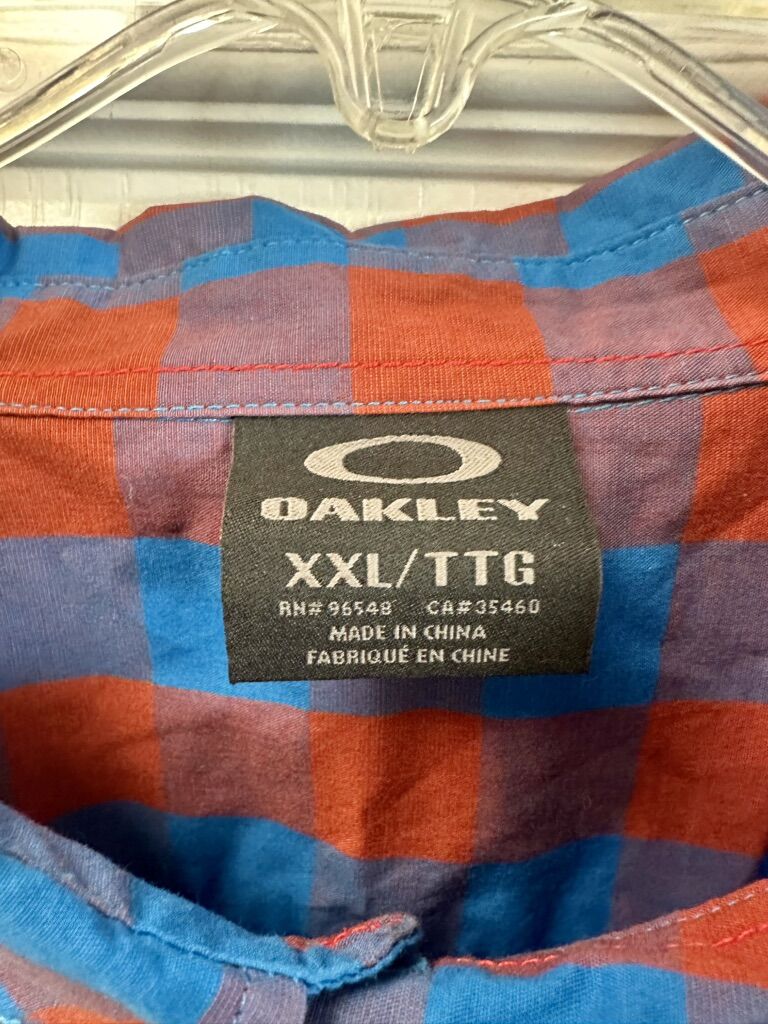 OAKLEY
XXL/TTG
RN# 96548 CA# 35460
MADE IN CHINA
FABRIQUÉ EN CHINE